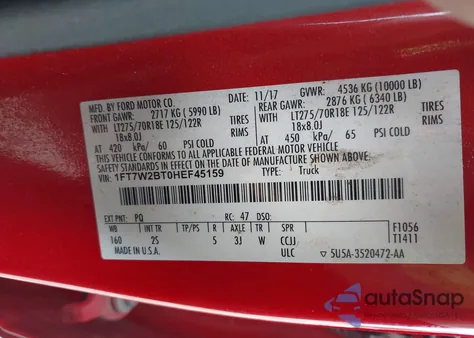 MFD. BY FORD MOTOR CO. 11/17 GVWR: 4536 KG (10000 LB)
FRONT GAWR: 2717 KG (5990 LB) REAR GAWR: 2876 KG (6340 LB)
LT275/70R18E 125/122R TIRES LT275/70R18E 125/122R TIRES
18x8.0J RIMS 18x8.0J RIMS
AT 420 kPa/ 60 PSI COLD AT 450 kPa/ 65 PSI COLD
THIS VEHICLE CONFORMS TO ALL APPLICABLE FEDERAL MOTOR VEHICLE
SAFETY STANDARDS IN EFFECT ON THE DATE OF MANUFACTURE SHOWN ABOVE.
VIN: 1FT7W2BT0HEF45159 TYPE: Truck
EXT PNT: PQ RC: 47 DSO:
WB INT TR TP/PS R AXLE TR SPR F1056
160 2S 5 3J W CCJJ T1411
MADE IN U.S.A. ULC 5U5A-3520472-AA
autoSnap
www.autosnap